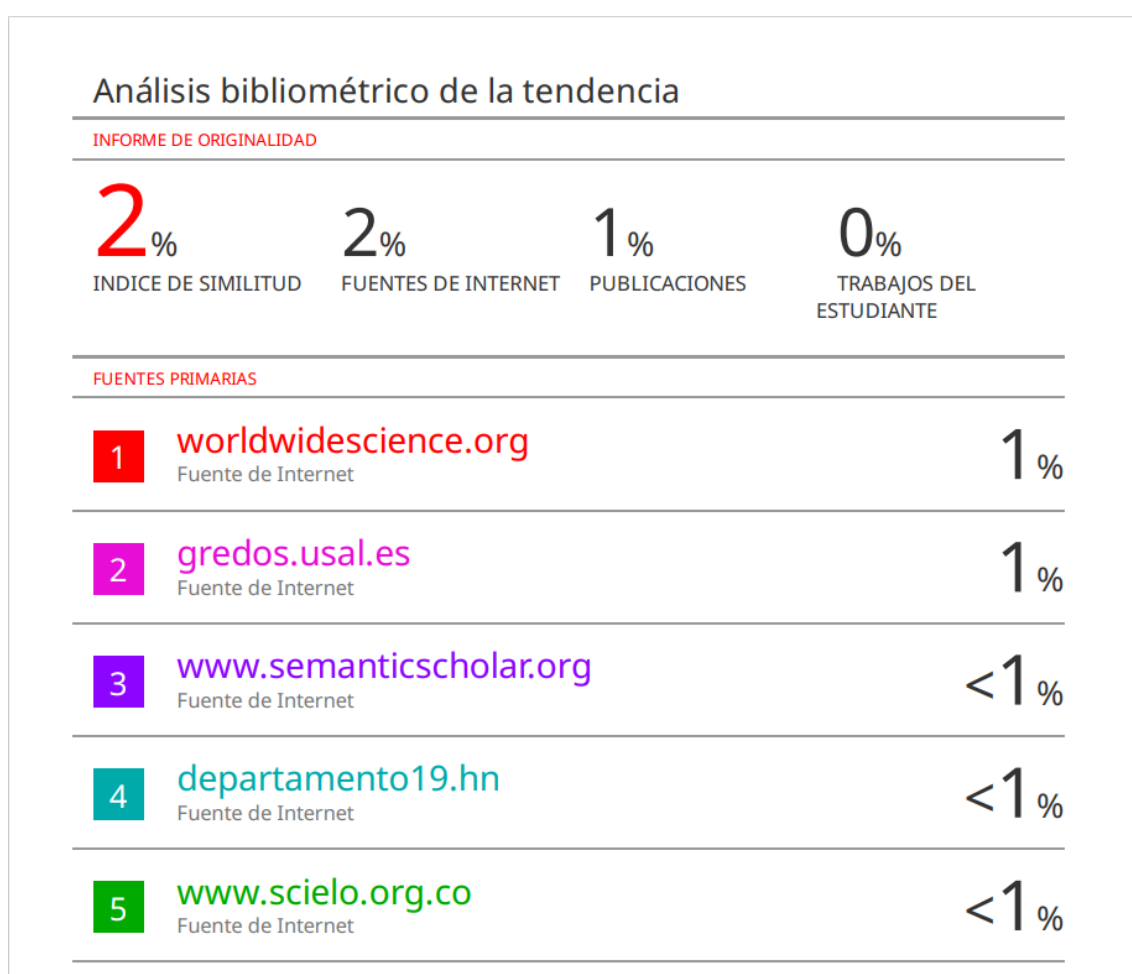 Análisis bibliométrico de la tendencia
INFORME DE ORIGINALIDAD
2% 2% 1% 0%
INDICE DE SIMILITUD FUENTES DE INTERNET PUBLICACIONES TRABAJOS DEL
ESTUDIANTE
FUENTES PRIMARIAS
1 worldwidescience.org 1%
Fuente de Internet
2 gredos.usal.es 1%
Fuente de Internet
3 www.semanticscholar.org <1%
Fuente de Internet
4 departamento19.hn <1%
Fuente de Internet
5 www.scielo.org.co <1%
Fuente de Internet